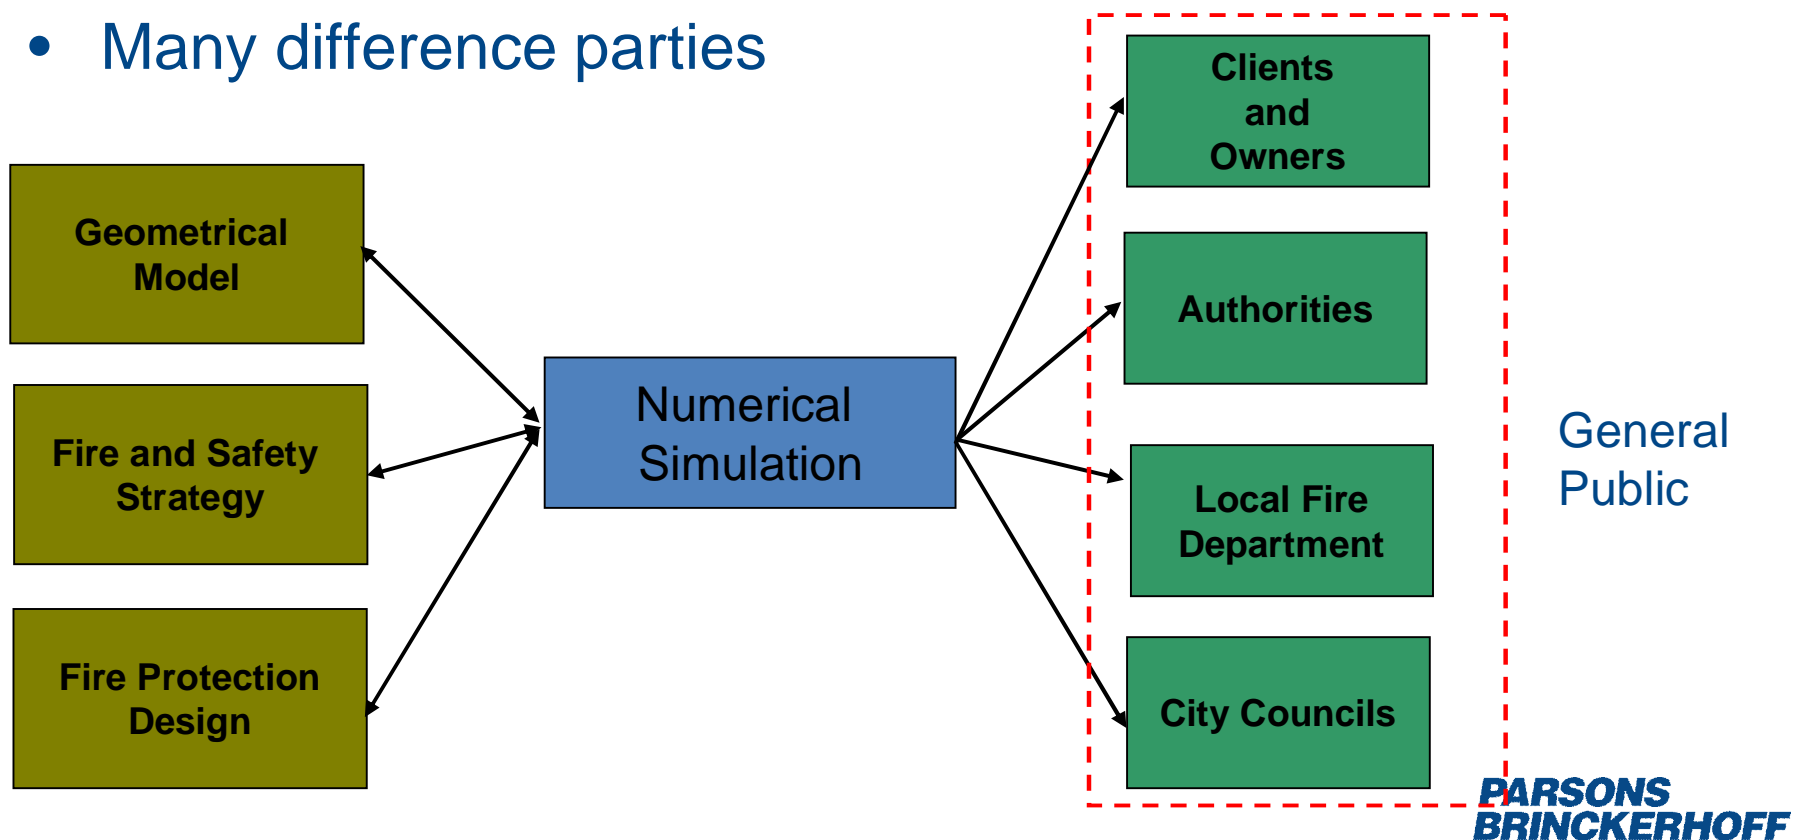 • Many difference parties
Geometrical
Model
Fire and Safety
Strategy
Fire Protection
Design
Numerical
Simulation
Clients
and
Owners
Authorities
Local Fire
Department
City Councils
General
Public
PARSONS
BRINCKERHOFF